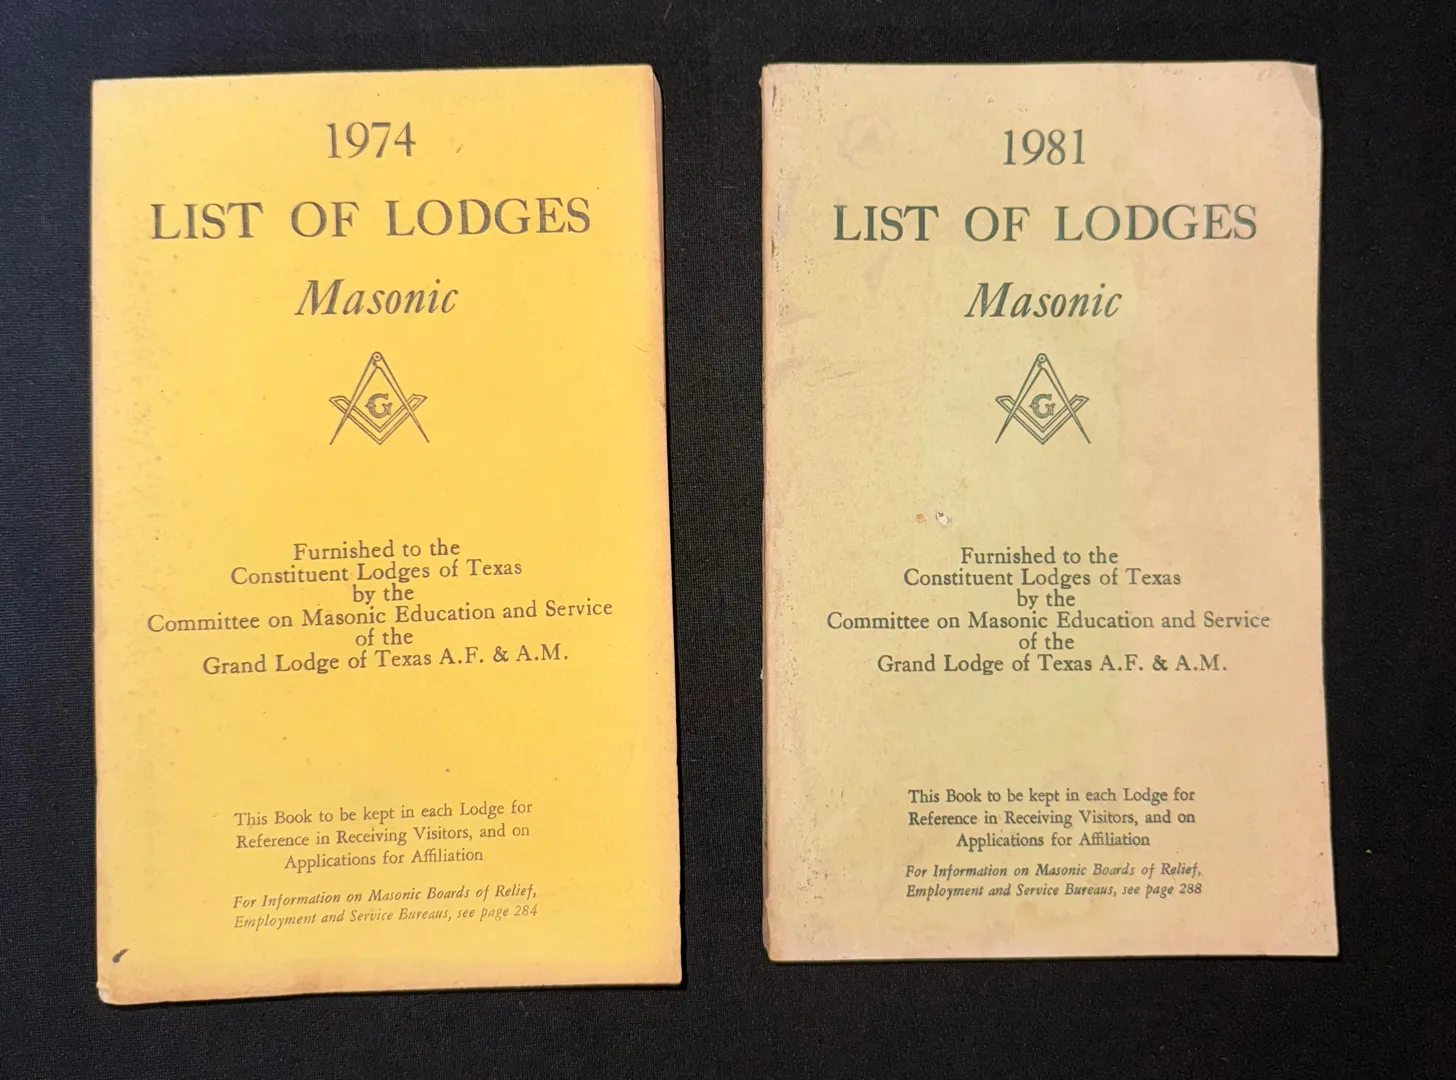 1974
LIST OF LODGES
Masonic
G
Furnished to the
Constituent Lodges of Texas
by the
Committee on Masonic Education and Service
of the
Grand Lodge of Texas A.F. & A.M.
This Book to be kept in each Lodge for
Reference in Receiving Visitors, and on
Applications for Affiliation
For Information on Masonic Boards of Relief,
Employment and Service Bureaus, see page 284
1981
LIST OF LODGES
Masonic
G
Furnished to the
Constituent Lodges of Texas
by the
Committee on Masonic Education and Service
of the
Grand Lodge of Texas A.F. & A.M.
This Book to be kept in each Lodge for
Reference in Receiving Visitors, and on
Applications for Affiliation
For Information on Masonic Boards of Relief,
Employment and Service Bureaus, see page 288